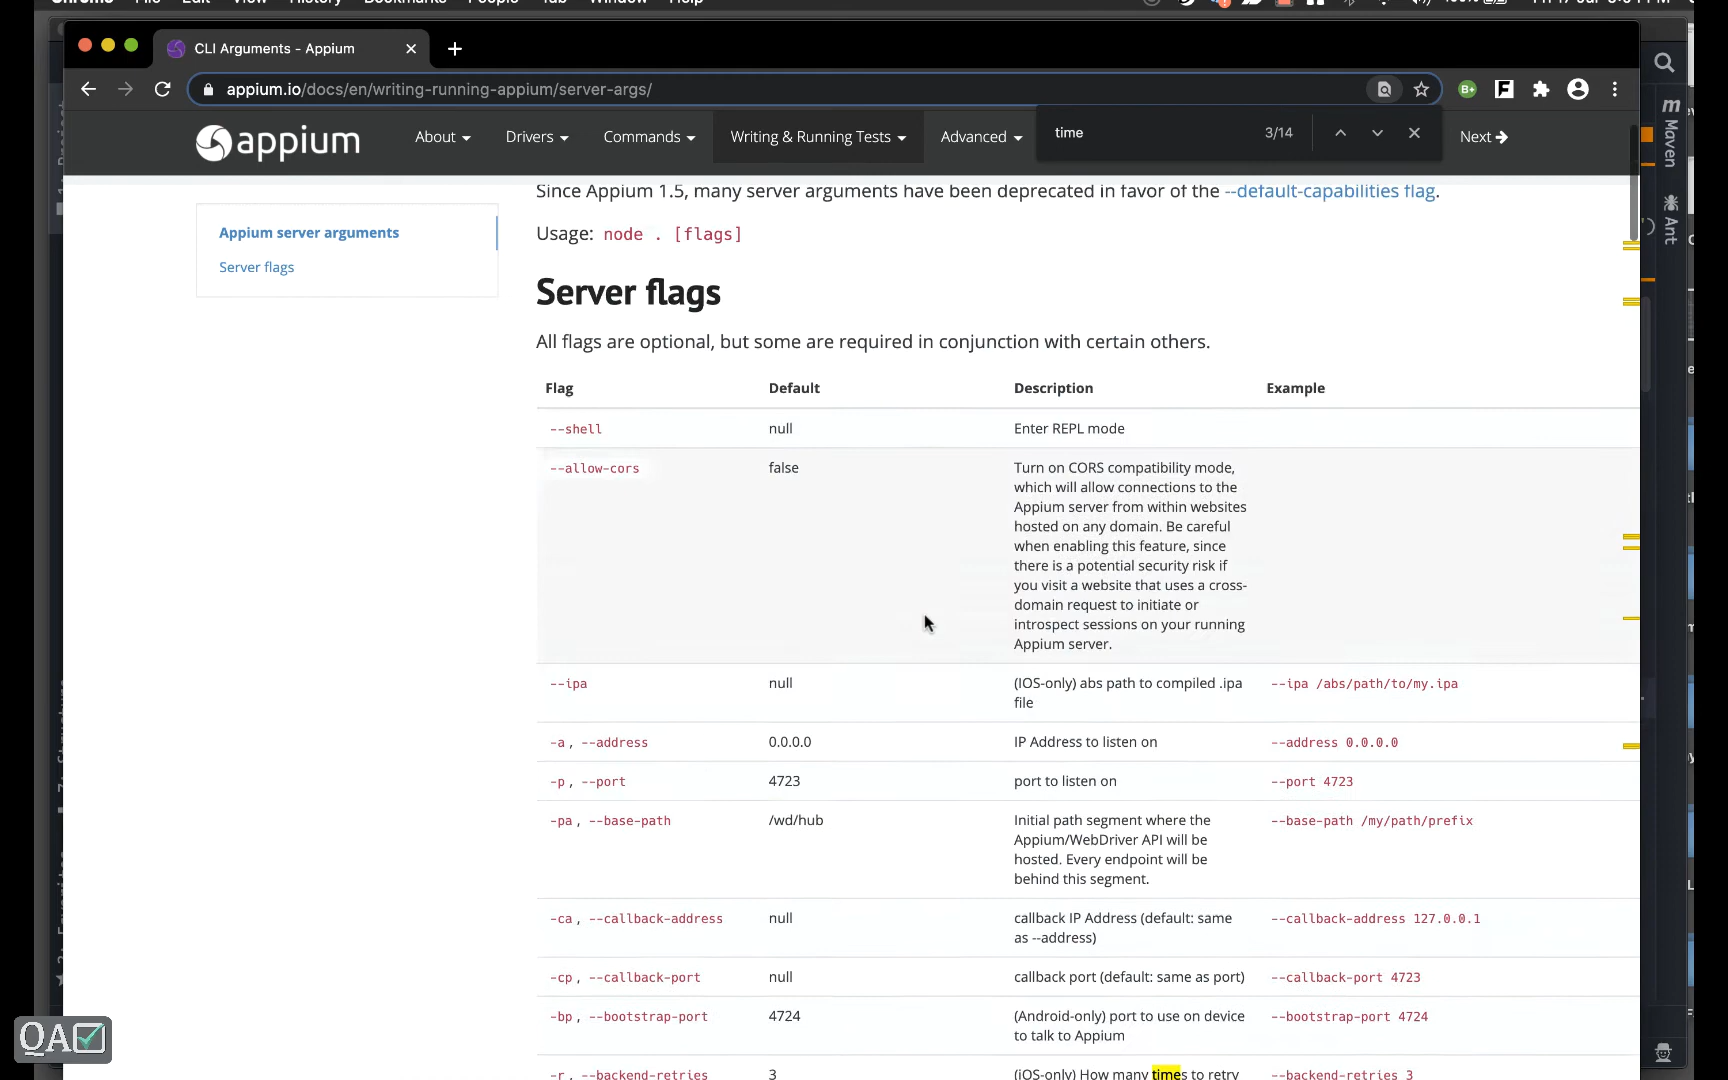 CLI Arguments - Appium
appium.io/docs/en/writing-running-appium/server-args/
appium
About
Drivers
Commands
Writing & Running Tests
Advanced
time
3/14
Next
Since Appium 1.5, many server arguments have been deprecated in favor of the --default-capabilities flag.
Appium server arguments
Server flags
Usage: node . [flags]
Server flags
All flags are optional, but some are required in conjunction with certain others.
Flag Default Description Example
--shell null Enter REPL mode
--allow-cors false Turn on CORS compatibility mode,
which will allow connections to the
Appium server from within websites
hosted on any domain. Be careful
when enabling this feature, since
there is a potential security risk if
you visit a website that uses a cross-
domain request to initiate or
introspect sessions on your running
Appium server.
--ipa null (IOS-only) abs path to compiled .ipa --ipa /abs/path/to/my.ipa
file
-a , --address 0.0.0.0 IP Address to listen on --address 0.0.0.0
-p , --port 4723 port to listen on --port 4723
-pa , --base-path /wd/hub Initial path segment where the --base-path /my/path/prefix
Appium/WebDriver API will be
hosted. Every endpoint will be
behind this segment.
-ca , --callback-address null callback IP Address (default: same --callback-address 127.0.0.1
as --address)
-cp , --callback-port null callback port (default: same as port) --callback-port 4723
-bp , --bootstrap-port 4724 (Android-only) port to use on device --bootstrap-port 4724
to talk to Appium
-r , --backend-retries 3 (iOS-only) How many times to retry --backend-retries 3
Maven
Ant
QA